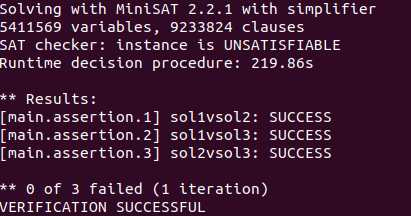 Solving with MiniSAT 2.2.1 with simplifier
5411569 variables, 9233824 clauses
SAT checker: instance is UNSATISFIABLE
Runtime decision procedure: 219.86s

** Results:
[main.assertion.1] sol1vsol2: SUCCESS
[main.assertion.2] sol1vsol3: SUCCESS
[main.assertion.3] sol2vsol3: SUCCESS

** 0 of 3 failed (1 iteration)
VERIFICATION SUCCESSFUL